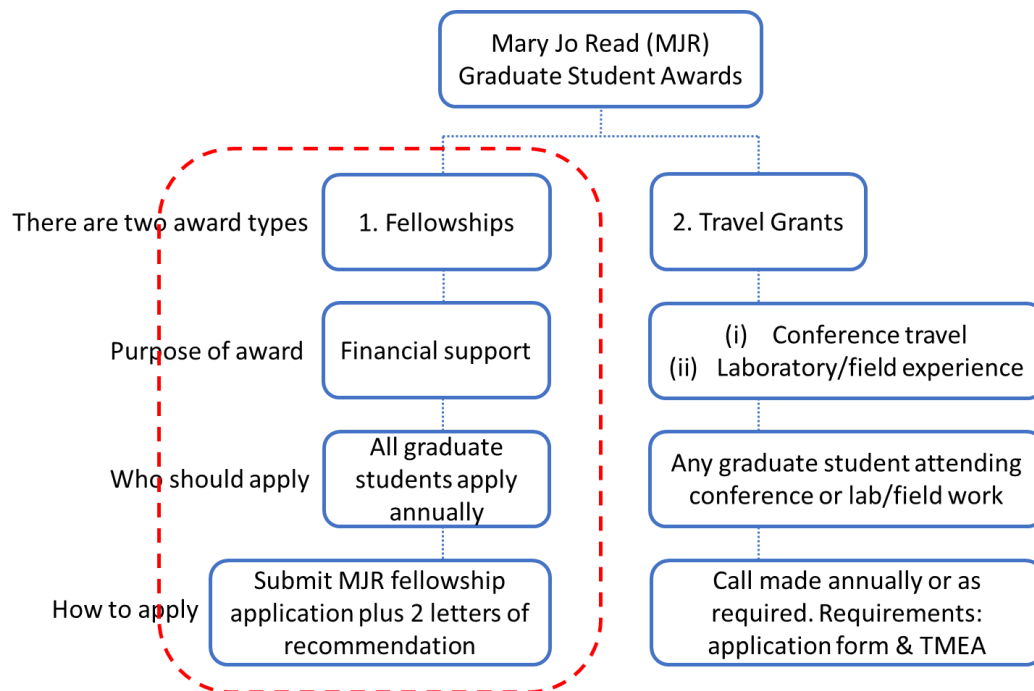 Mary Jo Read (MJR)
Graduate Student Awards
There are two award types
1. Fellowships
2. Travel Grants
Purpose of award
Financial support
(i) Conference travel
(ii) Laboratory/field experience
Who should apply
All graduate
students apply
annually
Any graduate student attending
conference or lab/field work
How to apply
Submit MJR fellowship
application plus 2 letters of
recommendation
Call made annually or as
required. Requirements:
application form & TMEA